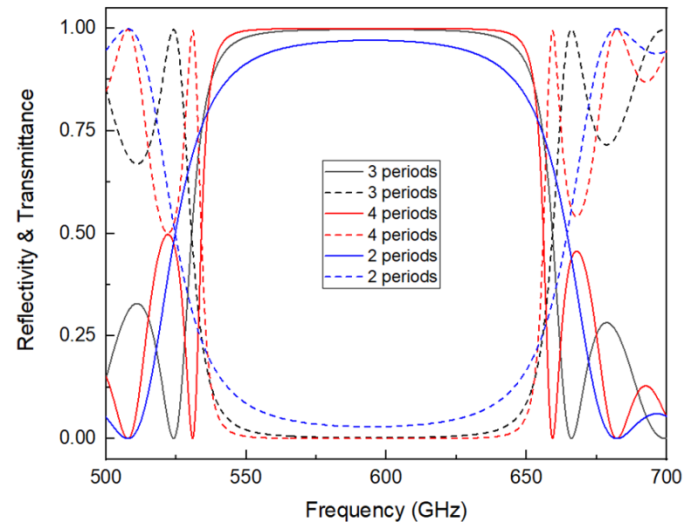 Reflectivity & Transmittance
1.00
0.75
0.50
0.25
0.00
3 periods
3 periods
4 periods
4 periods
2 periods
2 periods
500
550
600
650
700
Frequency (GHz)